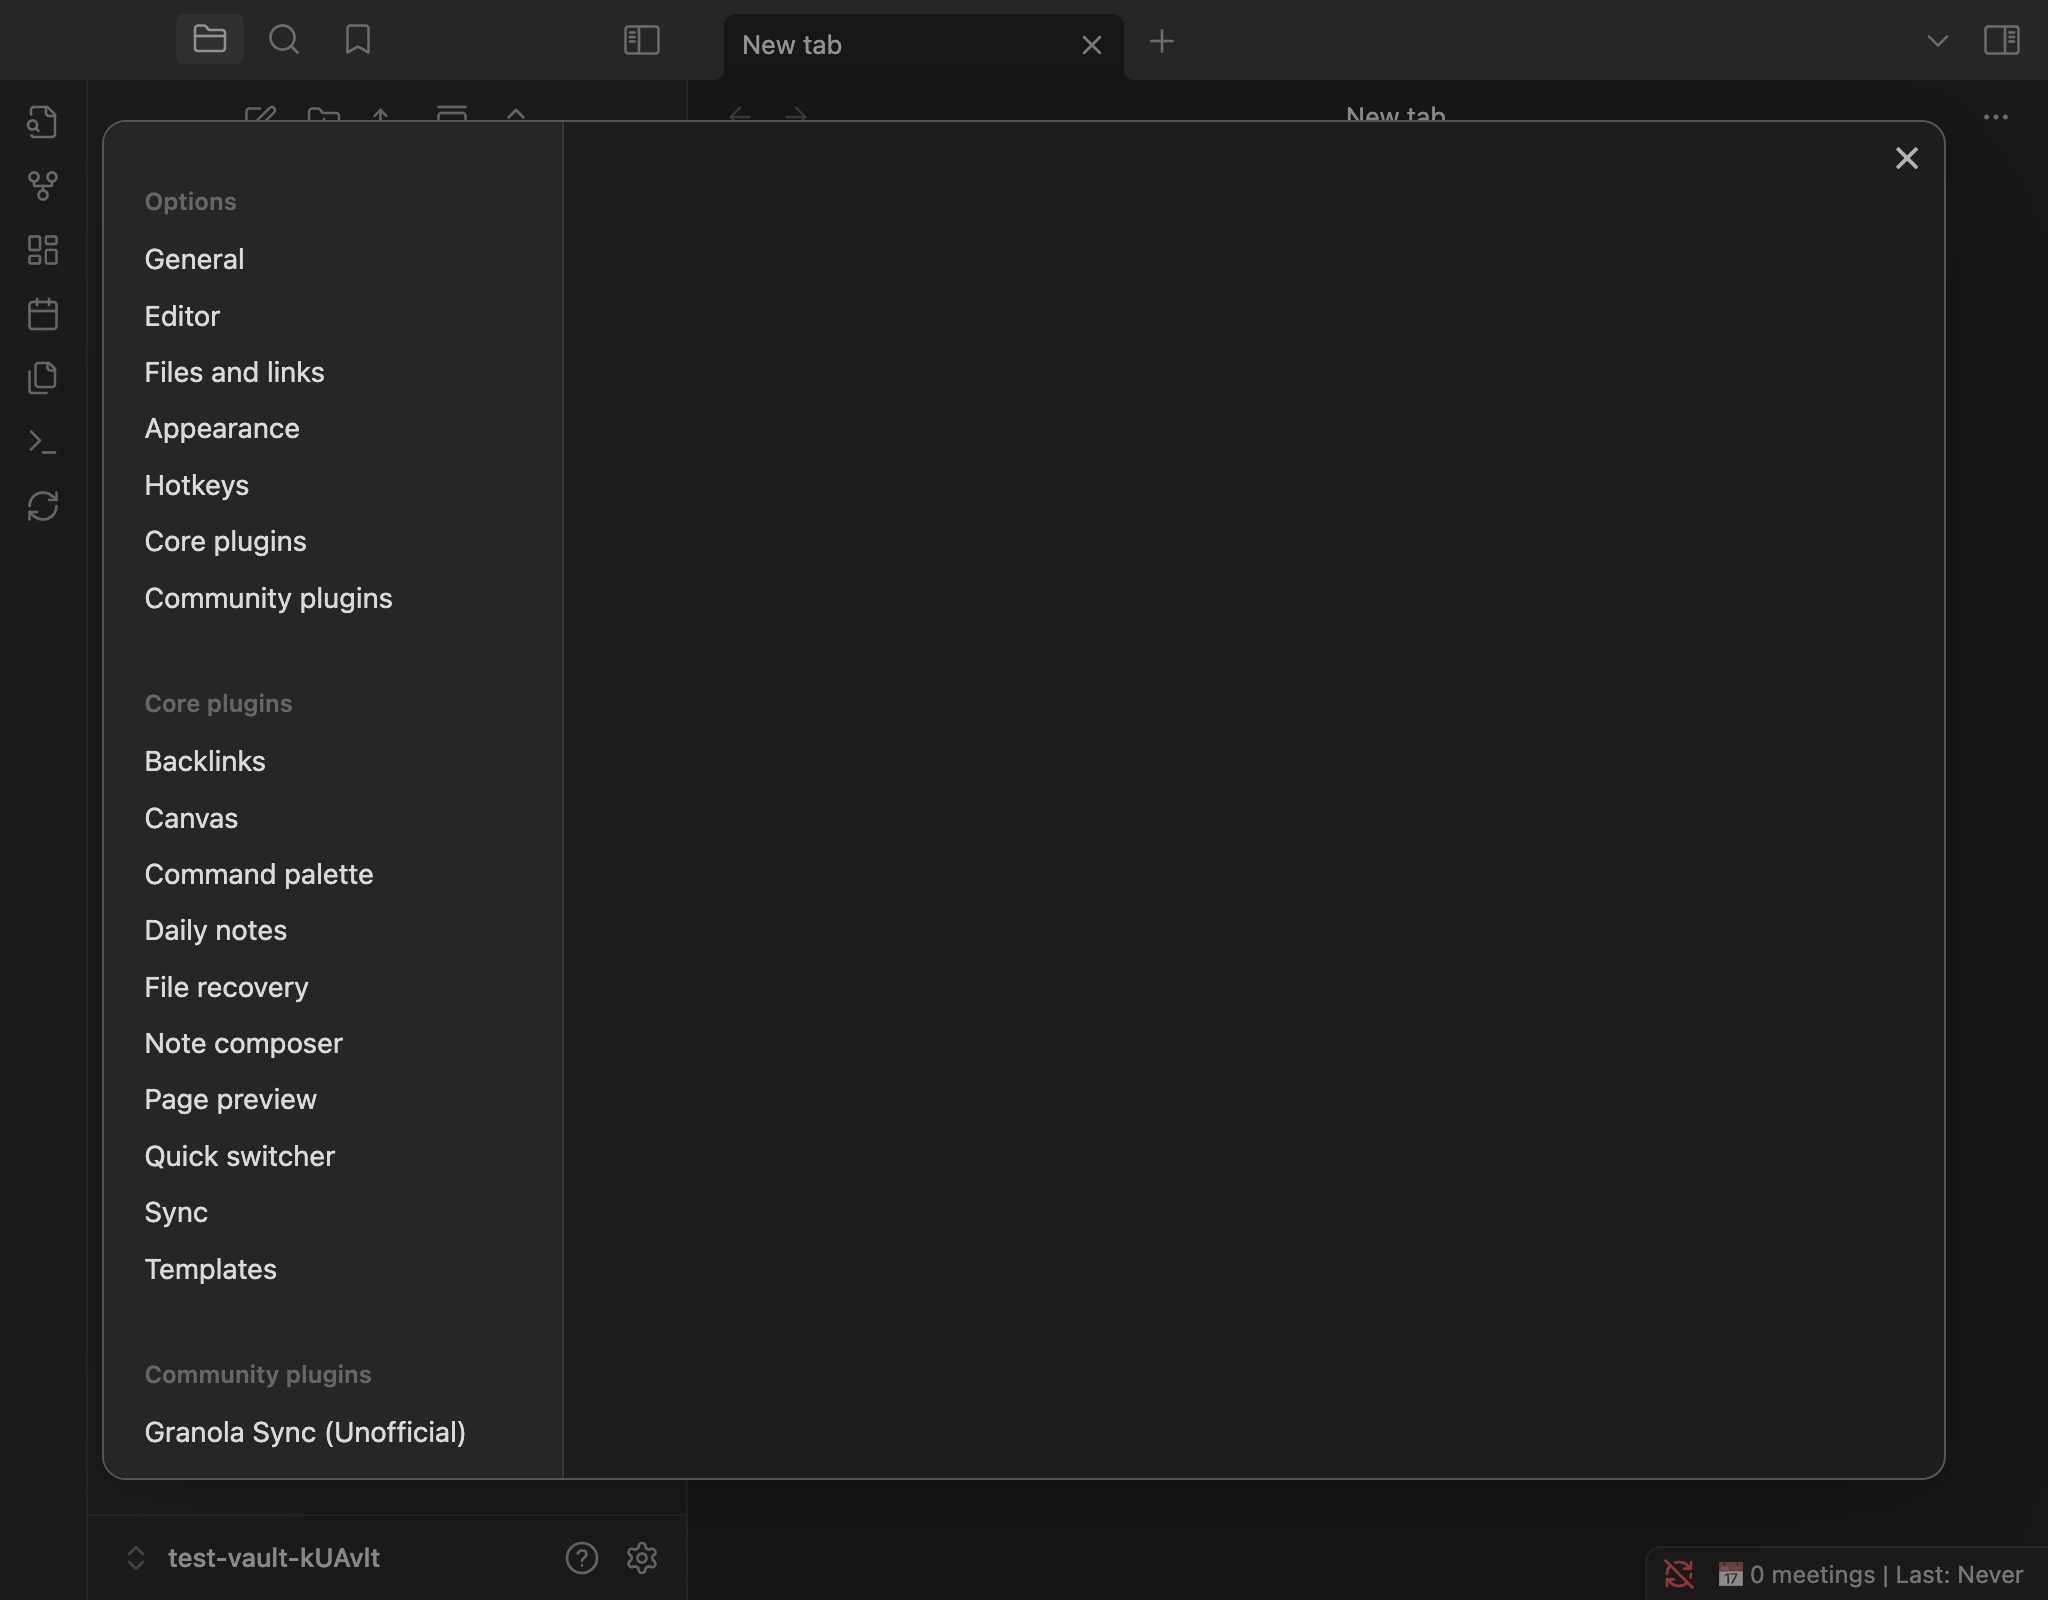 New tab
New tab
Options
General
Editor
Files and links
Appearance
Hotkeys
Core plugins
Community plugins
Core plugins
Backlinks
Canvas
Command palette
Daily notes
File recovery
Note composer
Page preview
Quick switcher
Sync
Templates
Community plugins
Granola Sync (Unofficial)
test-vault-kUAvlt
17 0 meetings | Last: Never